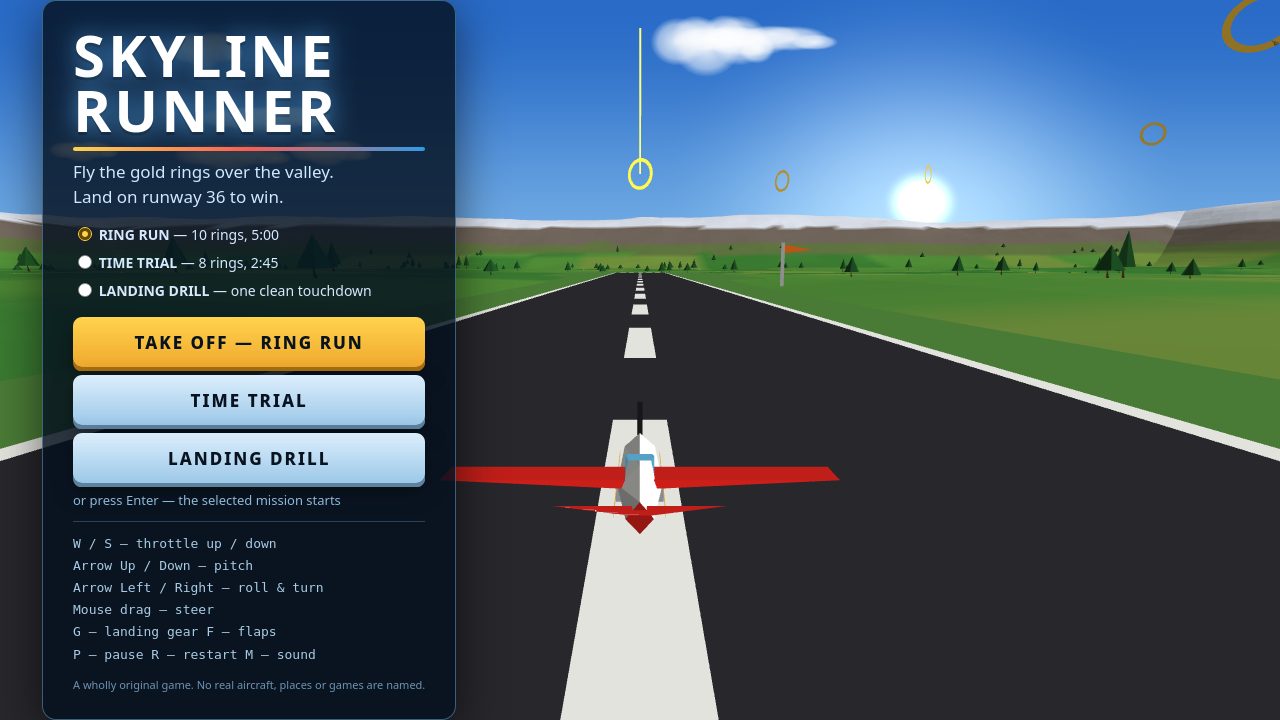 SKYLINE
RUNNER
Fly the gold rings over the valley.
Land on runway 36 to win.
RING RUN — 10 rings, 5:00
TIME TRIAL — 8 rings, 2:45
LANDING DRILL — one clean touchdown
TAKE OFF — RING RUN
TIME TRIAL
LANDING DRILL
or press Enter — the selected mission starts
W / S — throttle up / down
Arrow Up / Down — pitch
Arrow Left / Right — roll & turn
Mouse drag — steer
G — landing gear F — flaps
P — pause R — restart M — sound
A wholly original game. No real aircraft, places or games are named.